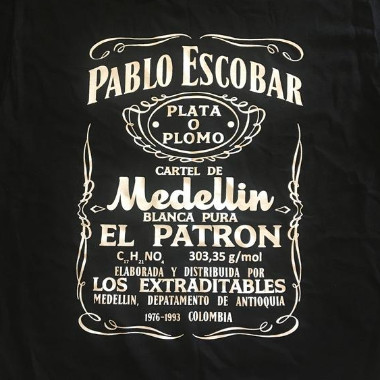 PABLO ESCOBAR
PLATA
O
PLOMO
CARTEL DE
Medellin
BLANCA PURA
EL PATRON
C17H21NO4 303,35 g/mol
ELABORADA Y DISTRIBUIDA POR
LOS EXTRADITABLES
MEDELLIN, DEPATAMENTO DE ANTIOQUIA
1976-1993 COLOMBIA